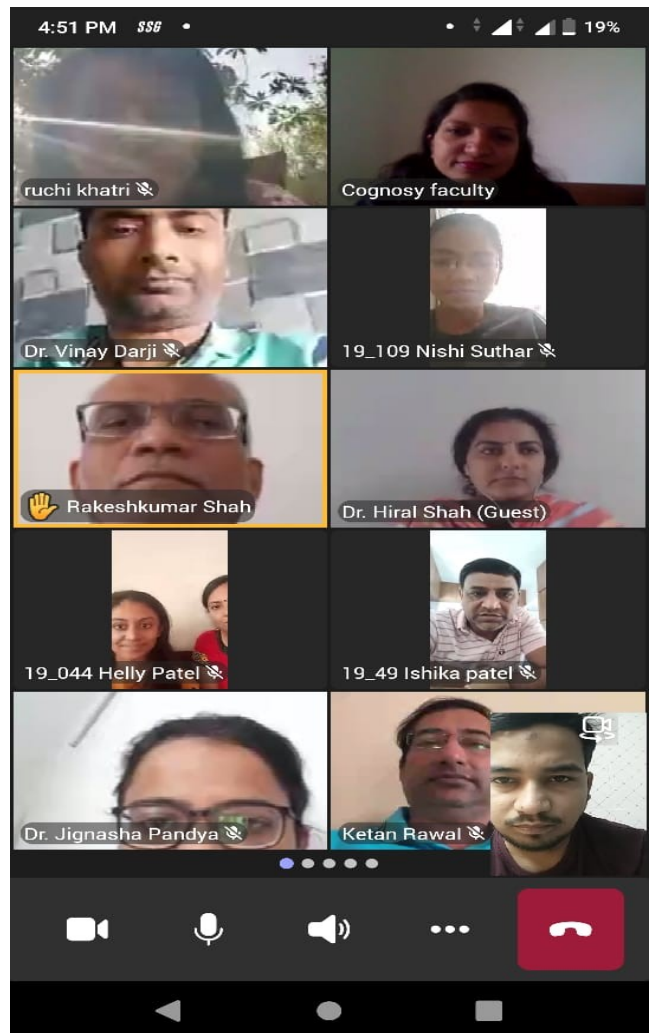 4:51 PM SSG 19%
ruchi khatri
Cognosy faculty
Dr. Vinay Darji
19_109 Nishi Suthar
Rakeshkumar Shah
Dr. Hiral Shah (Guest)
19_044 Helly Patel
19_49 Ishika patel
Dr. Jignasha Pandya
Ketan Rawal